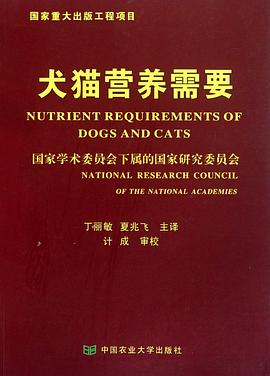 国家重大出版工程项目
犬猫营养需要
NUTRIENT REQUIREMENTS OF
DOGS AND CATS
国家学术委员会下属的国家研究委员会
NATIONAL RESEARCH COUNCIL
OF THE NATIONAL ACADEMIES
丁丽敏 夏兆飞 主译
计成 审校
中国农业大学出版社